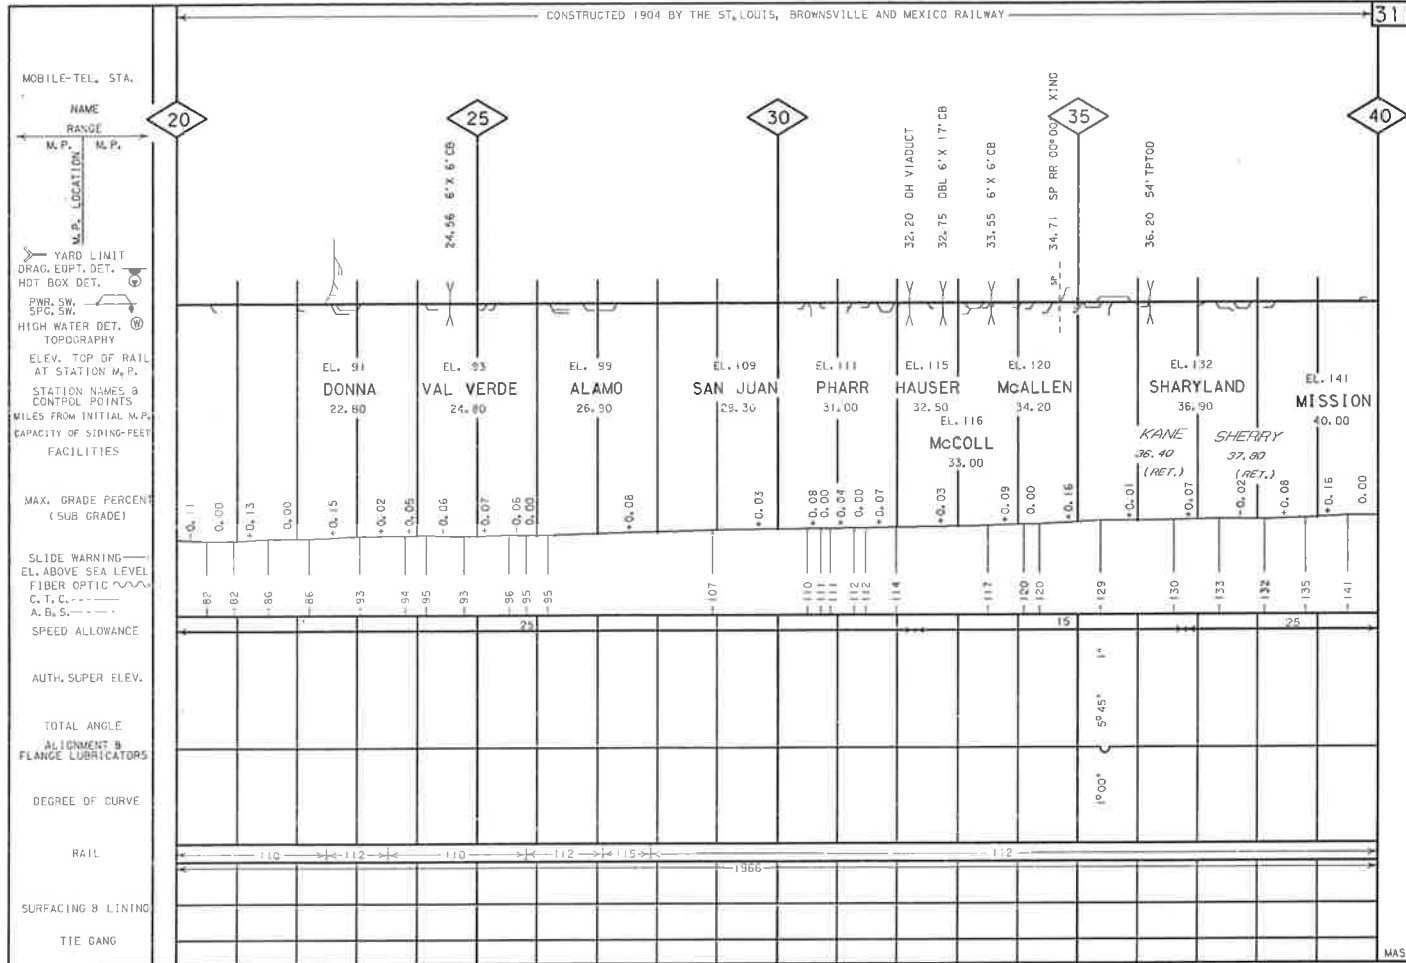 CONSTRUCTED 1904 BY THE ST. LOUIS, BROWNSVILLE AND MEXICO RAILWAY
31
MOBILE-TEL. STA.
NAME
RANGE
M.P. M.P.
M.P. LOCATION
20
25
30
35
40
24.56 6'X 6'CB
32.20 OH VIADUCT
32.75 DBL 6'X 17'CB
33.55 6'X 6'CB
34.71 SP RR 00°00' XING
36.20 54'TPTOD
SP
YARD LIMIT
DRAG. EQPT. DET.
HOT BOX DET.
PWR. SW.
SPG. SW.
HIGH WATER DET. W
TOPOGRAPHY
ELEV. TOP OF RAIL
AT STATION M.P.
STATION NAMES &
CONTROL POINTS
MILES FROM INITIAL M.P.
CAPACITY OF SIDING-FEET
FACILITIES
EL. 91
DONNA
22.80
EL. 93
VAL VERDE
24.80
EL. 99
ALAMO
26.90
EL. 109
SAN JUAN
29.30
EL. 111
PHARR
31.00
EL. 115
HAUSER
32.50
EL. 116
McCOLL
33.00
EL. 120
McALLEN
34.20
EL. 132
SHARYLAND
36.90
KANE
36.40
(RET.)
SHERRY
37.80
(RET.)
EL. 141
MISSION
40.00
MAX. GRADE PERCENT
(SUB GRADE)
-0.11 0.00 +0.13 0.00 +0.15 +0.02 +0.05 -0.06 +0.07 -0.06 0.00 +0.08 +0.03 +0.08 0.00 +0.04 0.00 +0.07 +0.03 +0.09 0.00 +0.16 +0.01 +0.07 -0.02 +0.08 +0.16 0.00
SLIDE WARNING
EL. ABOVE SEA LEVEL
FIBER OPTIC
C.T.C.
A.B.S.
82 82 86 86 93 94 95 93 96 95 95 107 110 111 111 112 112 114 117 120 120 129 130 133 132 135 141
SPEED ALLOWANCE
25 15 25
AUTH. SUPER ELEV.
1"
TOTAL ANGLE
5°45'
ALIGNMENT &
FLANGE LUBRICATORS
DEGREE OF CURVE
1°00'
RAIL
110 112 110 112 115 112
1966
SURFACING & LINING
TIE GANG
MAS